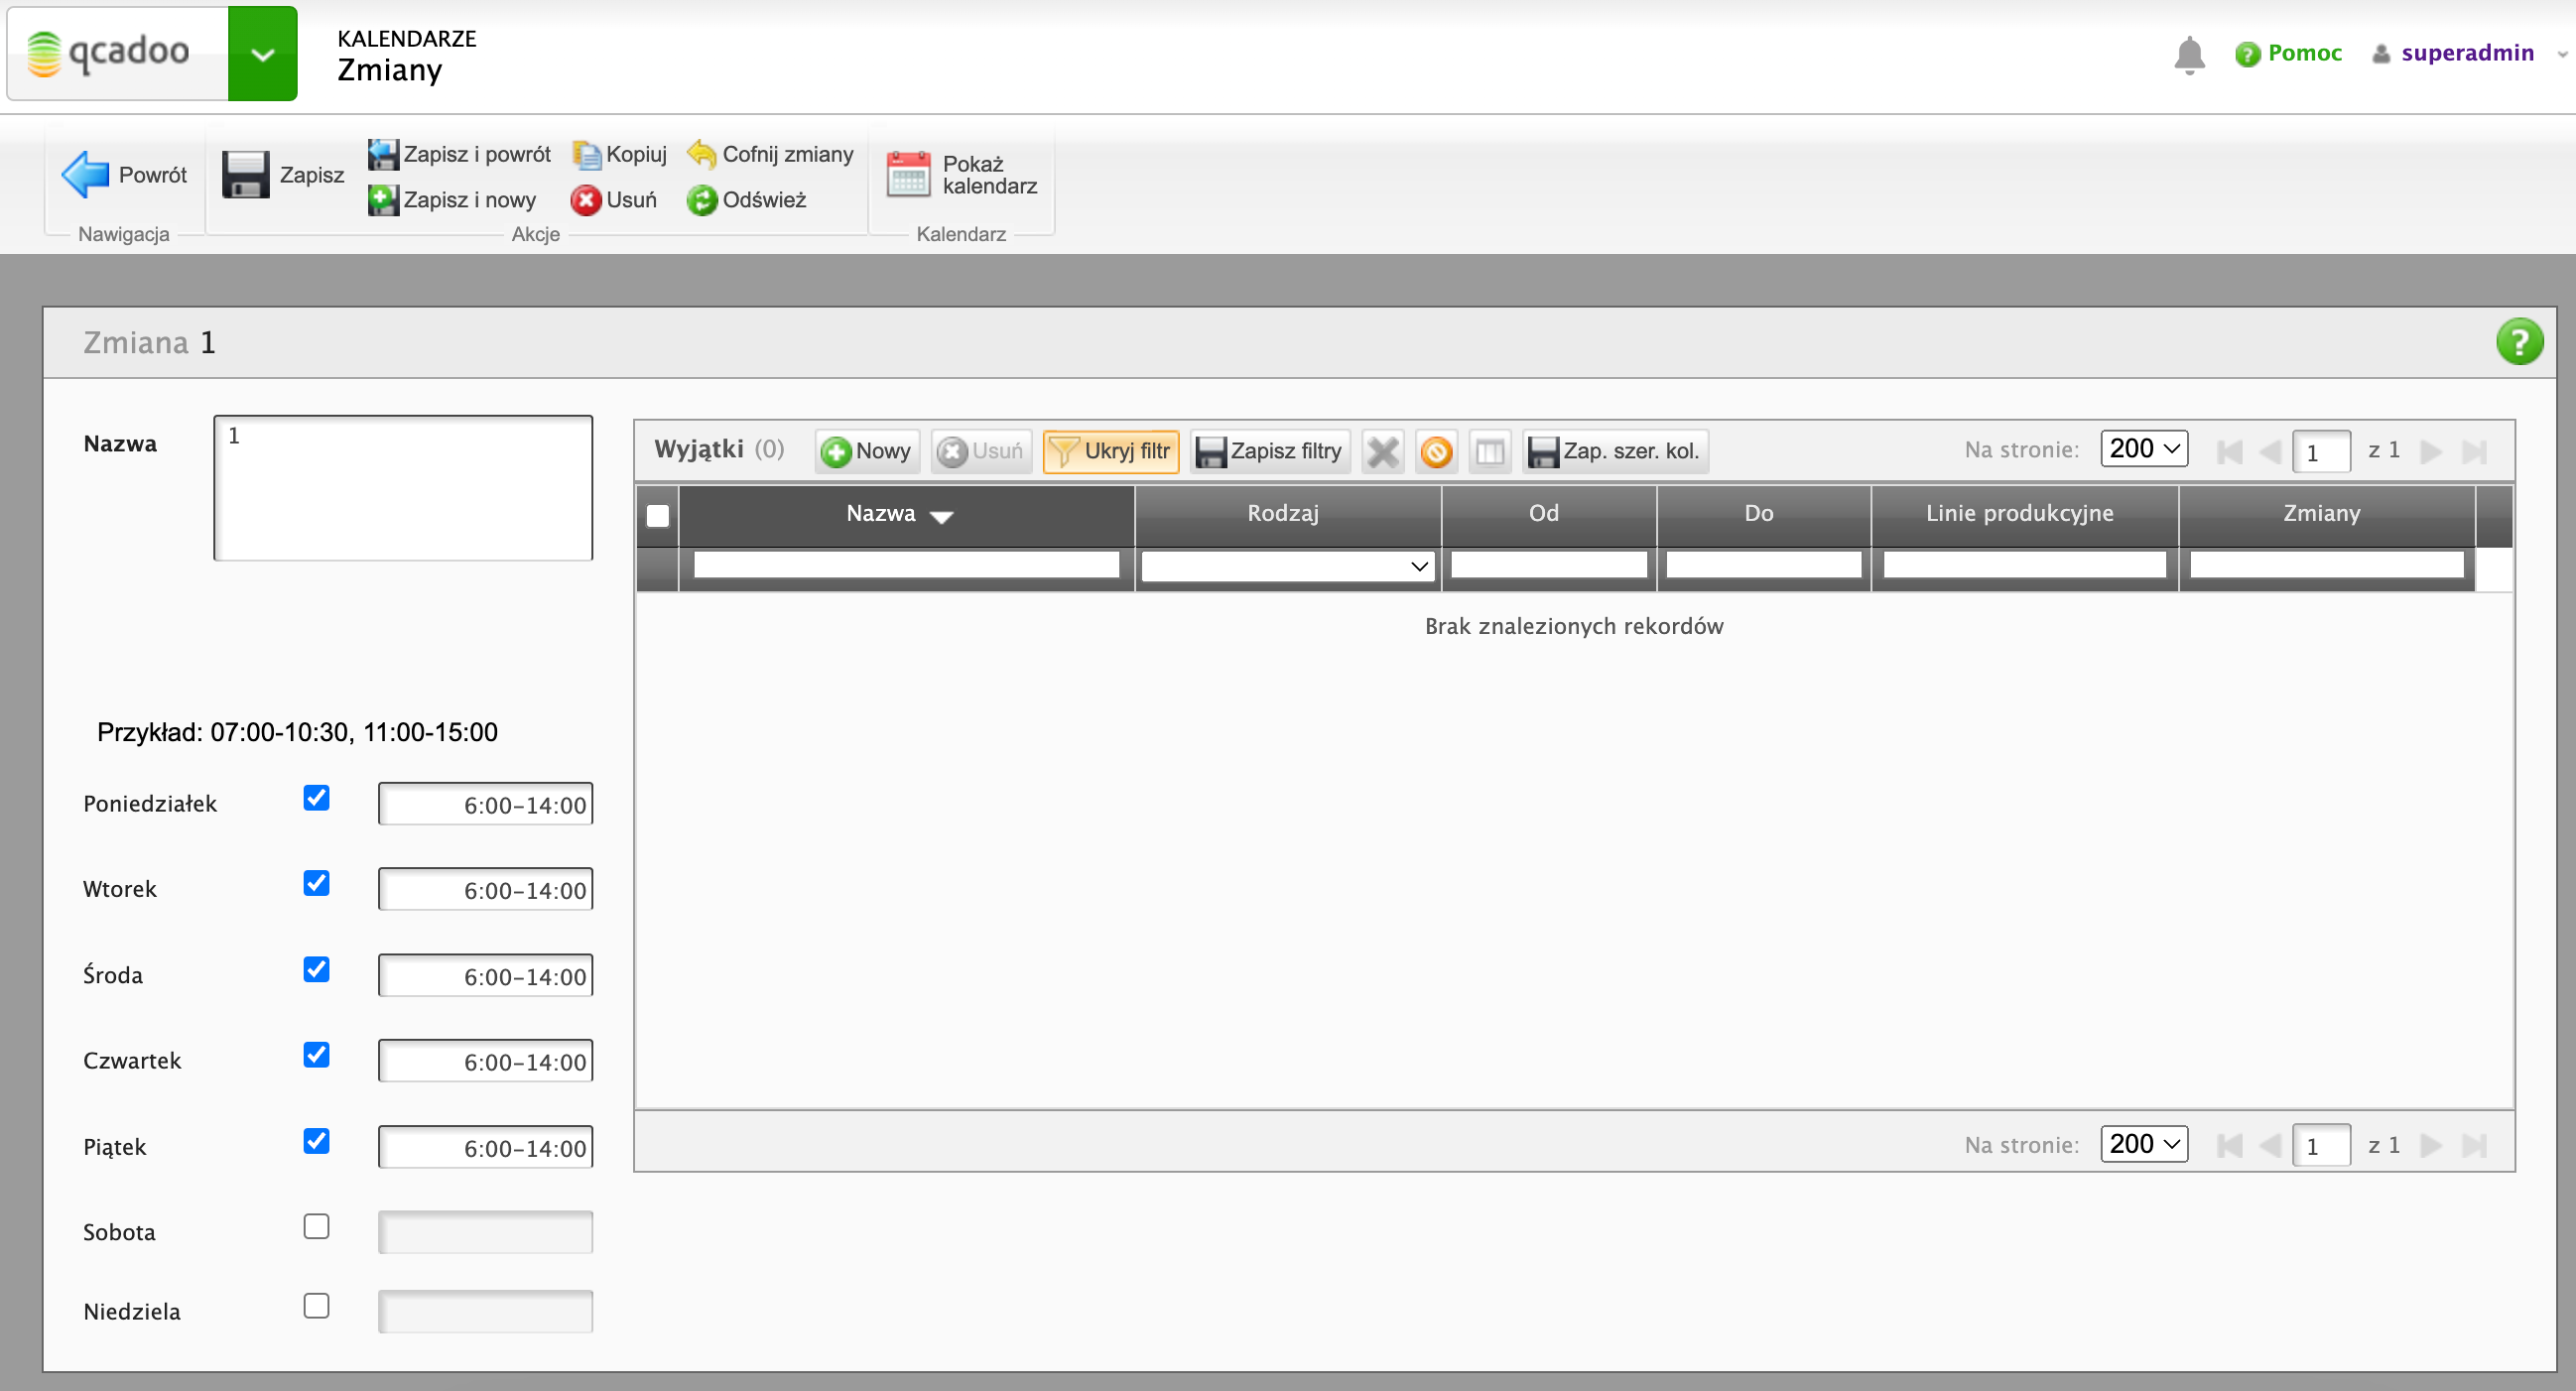 qcadoo
KALENDARZE
Zmiany
Pomoc
superadmin
Powrót
Nawigacja
Zapisz
Zapisz i powrót
Kopiuj
Cofnij zmiany
Zapisz i nowy
Usuń
Odśwież
Akcje
Pokaż
kalendarz
Kalendarz
Zmiana 1
Nazwa
1
Przykład: 07:00-10:30, 11:00-15:00
Poniedziałek 6:00-14:00
Wtorek 6:00-14:00
Środa 6:00-14:00
Czwartek 6:00-14:00
Piątek 6:00-14:00
Sobota
Niedziela
Wyjątki (0) Nowy Usuń Ukryj filtr Zapisz filtry Zap. szer. kol. Na stronie: 200 1 z 1
Nazwa Rodzaj Od Do Linie produkcyjne Zmiany
Brak znalezionych rekordów
Na stronie: 200 1 z 1